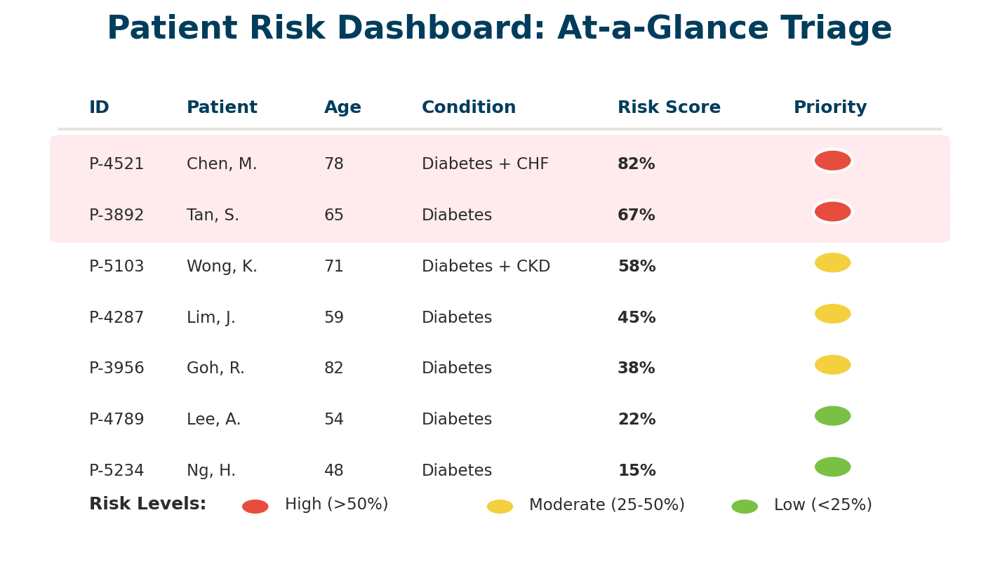 Patient Risk Dashboard: At-a-Glance Triage
ID Patient Age Condition Risk Score Priority
P-4521 Chen, M. 78 Diabetes + CHF 82%
P-3892 Tan, S. 65 Diabetes 67%
P-5103 Wong, K. 71 Diabetes + CKD 58%
P-4287 Lim, J. 59 Diabetes 45%
P-3956 Goh, R. 82 Diabetes 38%
P-4789 Lee, A. 54 Diabetes 22%
P-5234 Ng, H. 48 Diabetes 15%
Risk Levels: High (>50%) Moderate (25-50%) Low (<25%)